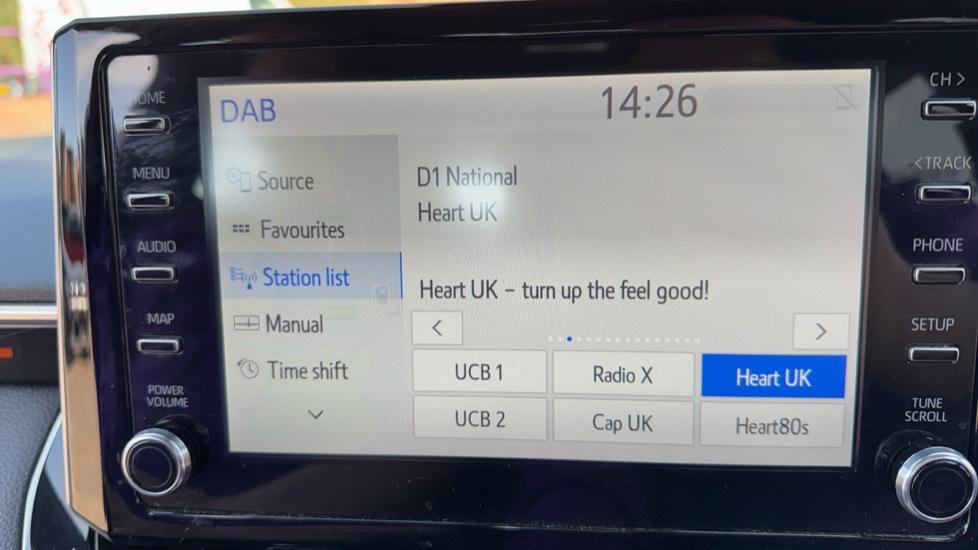 HOME
MENU
AUDIO
MAP
POWER
VOLUME
DAB
14:26
Source
Favourites
Station list
Manual
Time shift
D1 National
Heart UK
Heart UK – turn up the feel good!
<
>
UCB 1
Radio X
Heart UK
UCB 2
Cap UK
Heart80s
CH >
< TRACK
PHONE
SETUP
TUNE
SCROLL